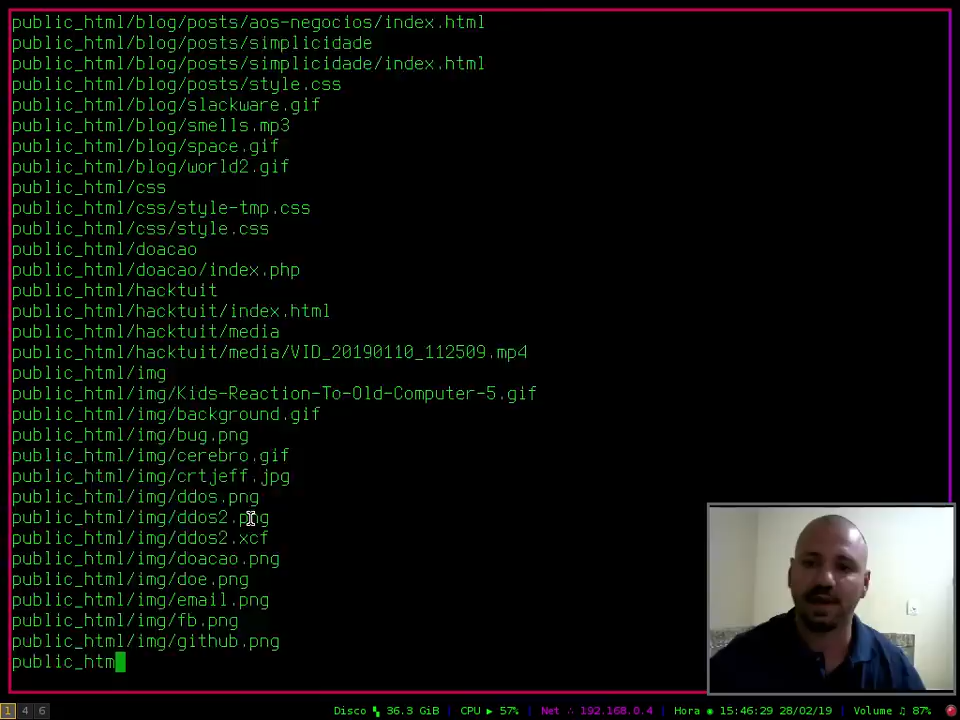 public_html/blog/posts/aos-negocios/index.html
public_html/blog/posts/simplicidade
public_html/blog/posts/simplicidade/index.html
public_html/blog/posts/style.css
public_html/blog/slackware.gif
public_html/blog/smells.mp3
public_html/blog/space.gif
public_html/blog/world2.gif
public_html/css
public_html/css/style-tmp.css
public_html/css/style.css
public_html/doacao
public_html/doacao/index.php
public_html/hacktuit
public_html/hacktuit/index.html
public_html/hacktuit/media
public_html/hacktuit/media/VID_20190110_112509.mp4
public_html/img
public_html/img/Kids-Reaction-To-Old-Computer-5.gif
public_html/img/background.gif
public_html/img/bug.png
public_html/img/cerebro.gif
public_html/img/crtjeff.jpg
public_html/img/ddos.png
public_html/img/ddos2.png
public_html/img/ddos2.xcf
public_html/img/doacao.png
public_html/img/doe.png
public_html/img/email.png
public_html/img/fb.png
public_html/img/github.png
public_htm
1 4 6 Disco ▚ 36.3 GiB | CPU ▶ 57% | Net ∴ 192.168.0.4 | Hora ◉ 15:46:29 28/02/19 | Volume ♫ 87%